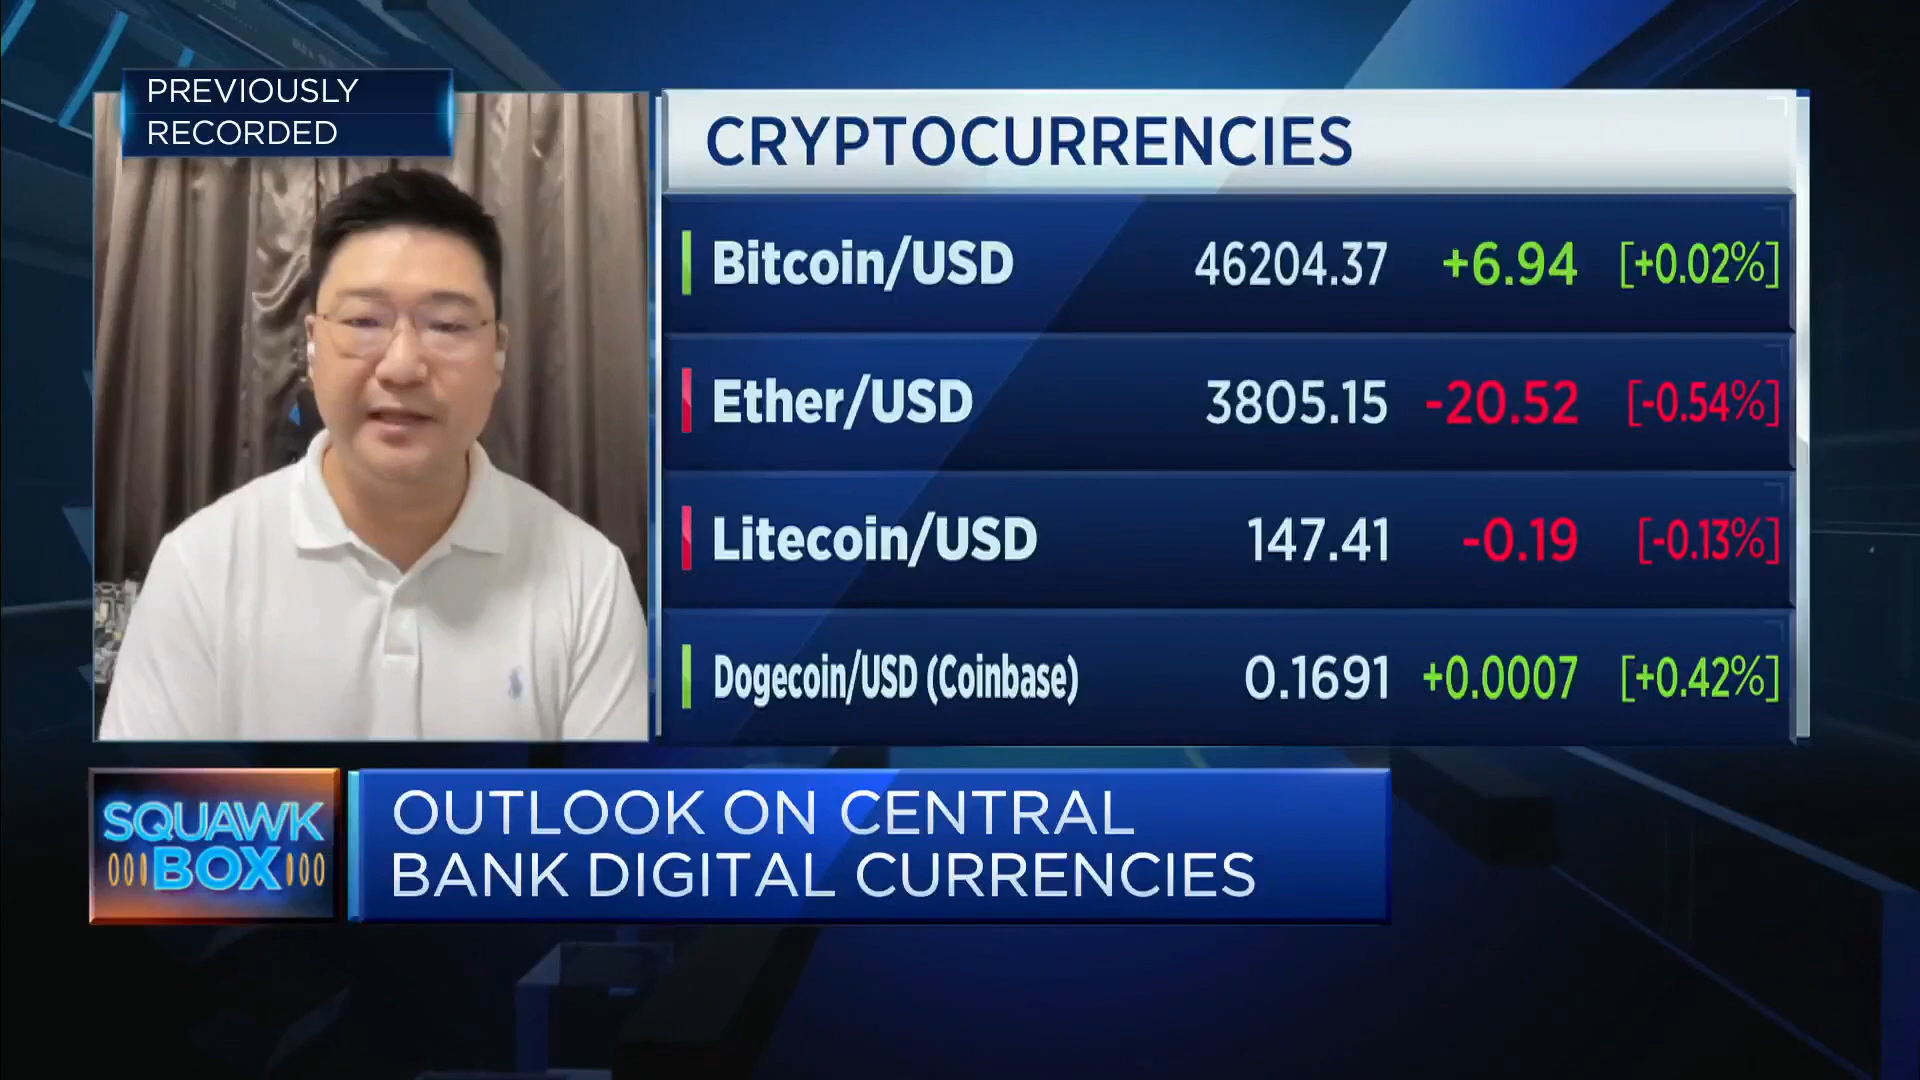 PREVIOUSLY
RECORDED
CRYPTOCURRENCIES
Bitcoin/USD 46204.37 +6.94 [+0.02%]
Ether/USD 3805.15 -20.52 [-0.54%]
Litecoin/USD 147.41 -0.19 [-0.13%]
Dogecoin/USD (Coinbase) 0.1691 +0.0007 [+0.42%]
SQUAWK
BOX
OUTLOOK ON CENTRAL
BANK DIGITAL CURRENCIES